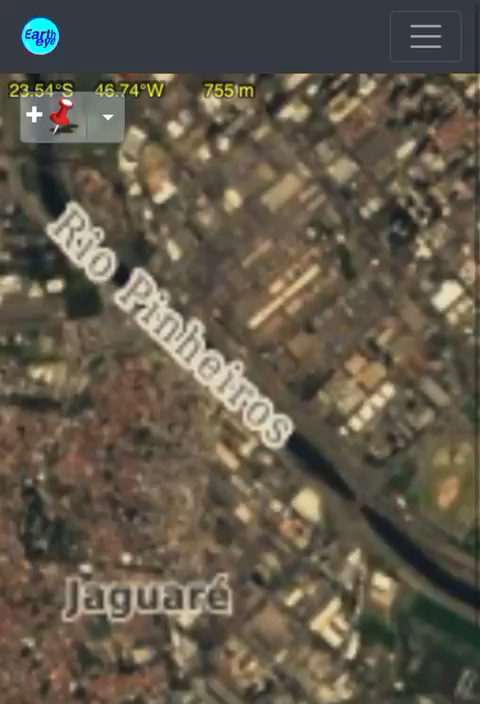 Earth
eye
23.54°S 46.74°W 755 m
Rio Pinheiros
Jaguaré